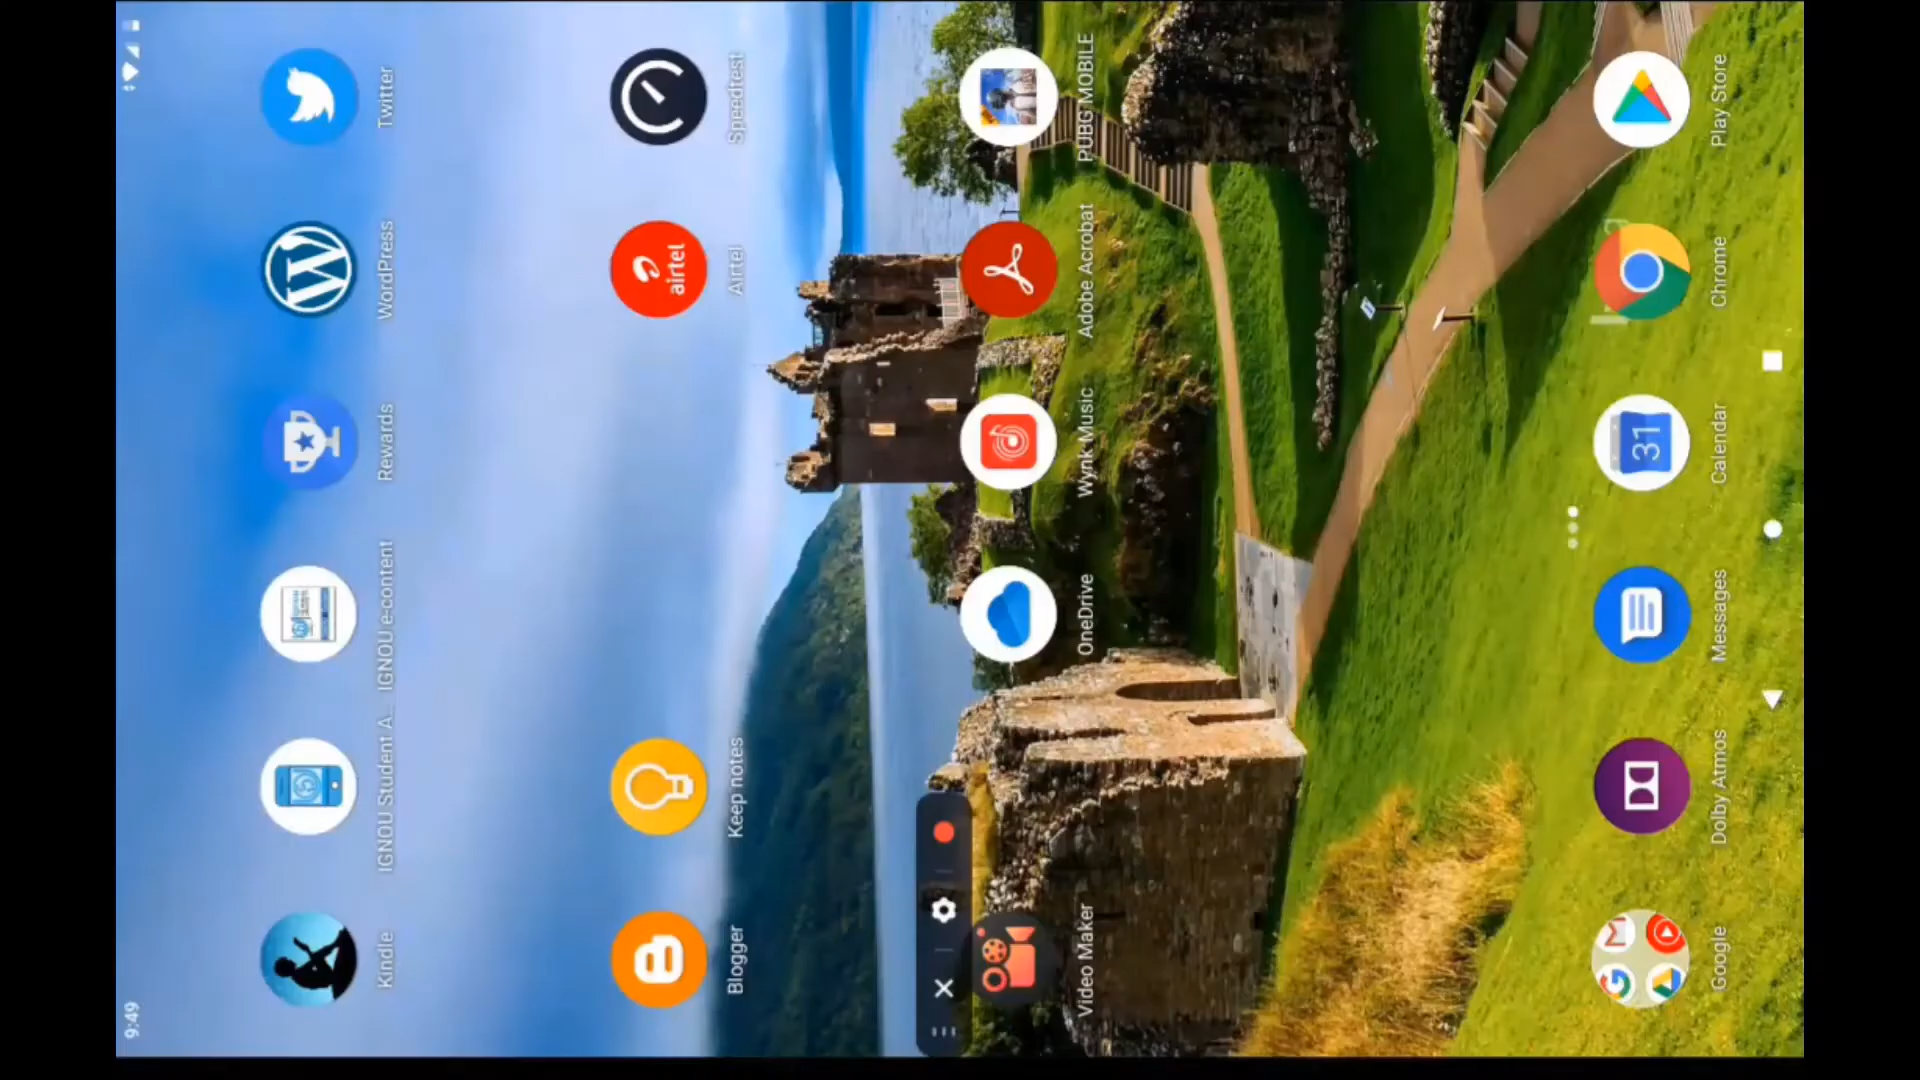 9:49
Kindle
IGNOU Student A..
IGNOU e-content
Rewards
WordPress
Twitter
Blogger
Keep notes
airtel
Airtel
Speedtest
Video Maker
OneDrive
Wynk Music
Adobe Acrobat
PUBG MOBILE
Google
Dolby Atmos
Messages
31
Calendar
Chrome
Play Store